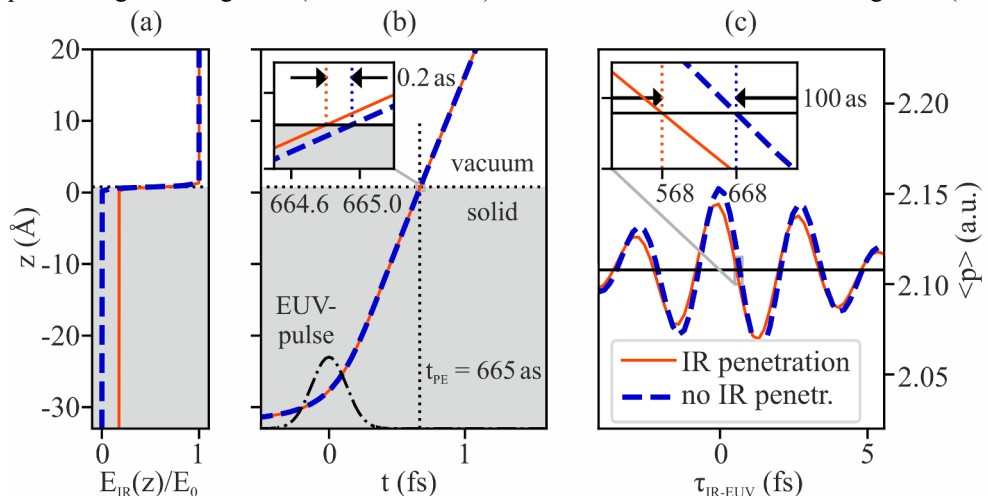 (a)
(b)
(c)
20
10
0
-10
-20
-30
z (Å)
0
1
E_IR(z)/E_0
0.2 as
664.6
665.0
vacuum
solid
EUV-
pulse
t_PE = 665 as
0
1
t (fs)
100 as
568
668
IR penetration
no IR penetr.
2.20
2.15
2.10
2.05
<p> (a.u.)
0
5
τ_IR-EUV (fs)